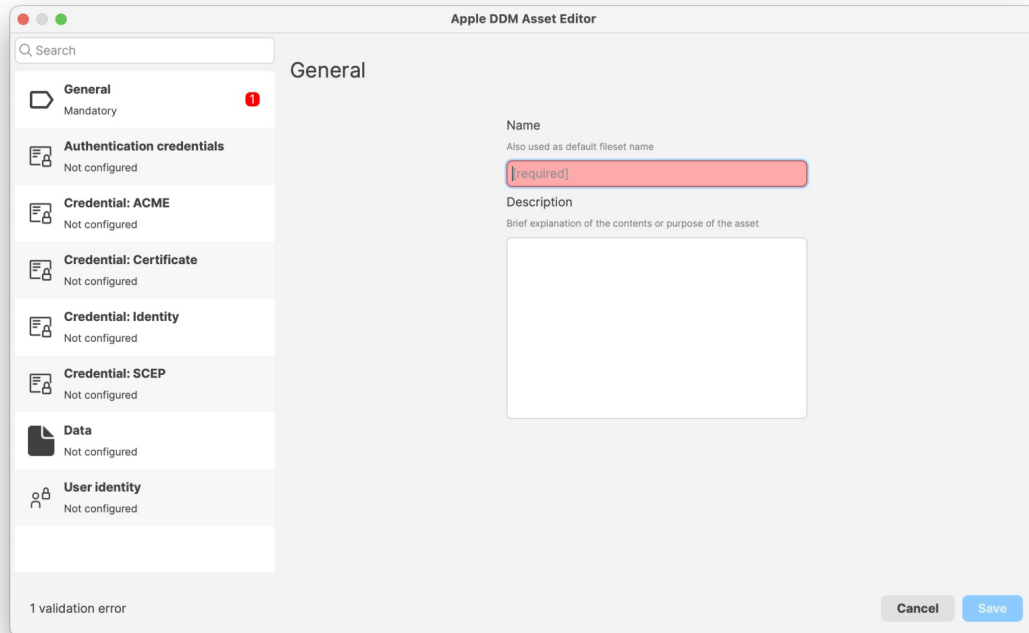 Apple DDM Asset Editor
Search
General
Mandatory
1
Authentication credentials
Not configured
Credential: ACME
Not configured
Credential: Certificate
Not configured
Credential: Identity
Not configured
Credential: SCEP
Not configured
Data
Not configured
User identity
Not configured
General
Name
Also used as default fileset name
[required]
Description
Brief explanation of the contents or purpose of the asset
1 validation error
Cancel
Save